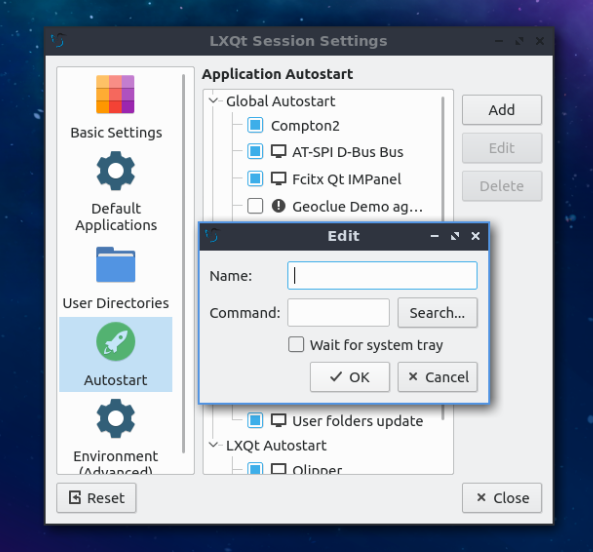 LXQt Session Settings
Basic Settings
Default
Applications
User Directories
Autostart
Environment
(Advanced)
Application Autostart
Global Autostart
Compton2
AT-SPI D-Bus Bus
Fcitx Qt IMPanel
Geoclue Demo ag...
User folders update
LXQt Autostart
Qlipper
Add
Edit
Delete
Edit
Name:
Command:
Search...
Wait for system tray
OK
Cancel
Reset
Close